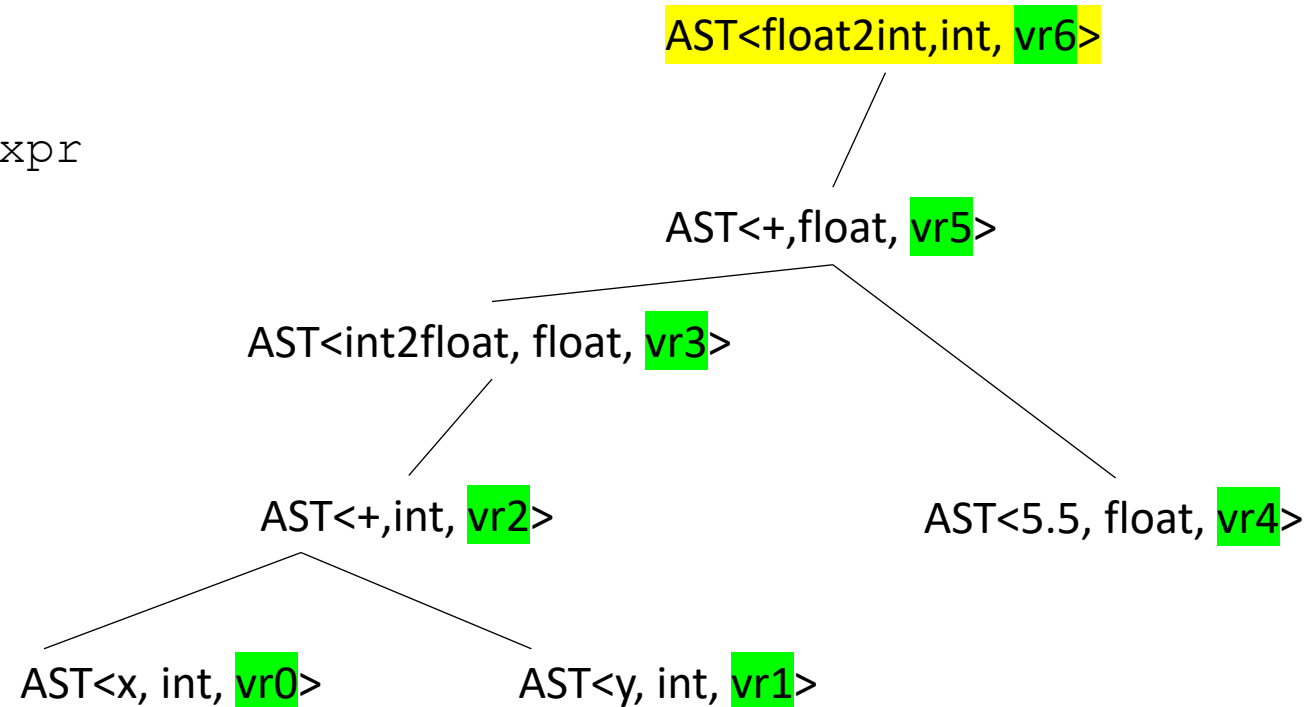 AST<float2int,int, vr6>
xpr
AST<+,float, vr5>
AST<int2float, float, vr3>
AST<+,int, vr2>
AST<5.5, float, vr4>
AST<x, int, vr0>
AST<y, int, vr1>